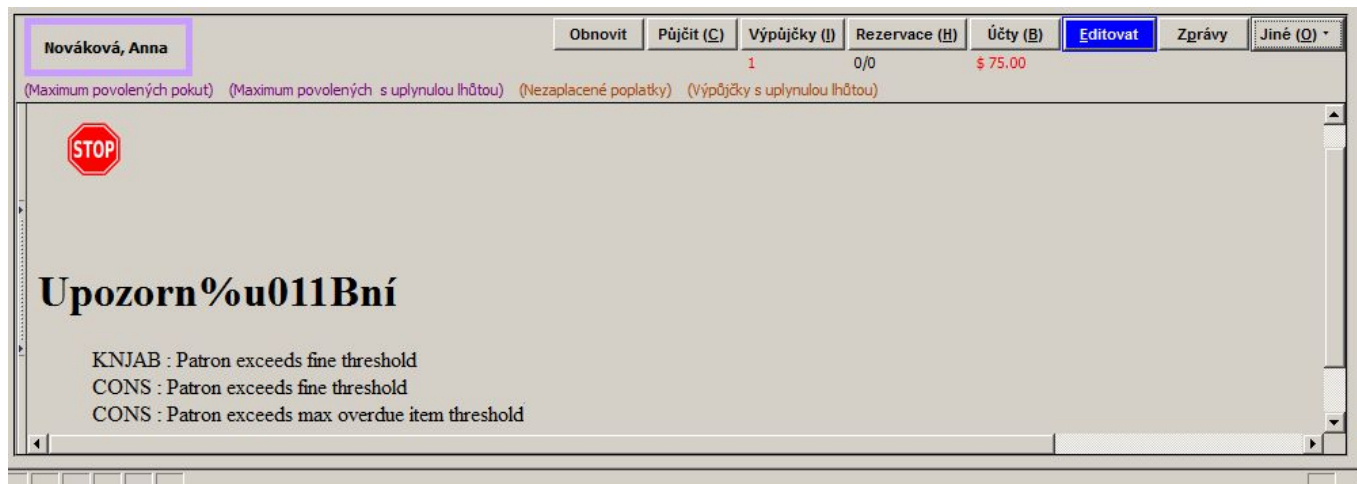 Nováková, Anna
Obnovit Půjčit (C) Výpůjčky (I) Rezervace (H) Účty (B) Editovat Zprávy Jiné (O)
1 0/0 $ 75.00
(Maximum povolených pokut) (Maximum povolených s uplynulou lhůtou) (Nezaplacené poplatky) (Výpůjčky s uplynulou lhůtou)
STOP
Upozorn%u011Bní
KNJAB : Patron exceeds fine threshold
CONS : Patron exceeds fine threshold
CONS : Patron exceeds max overdue item threshold